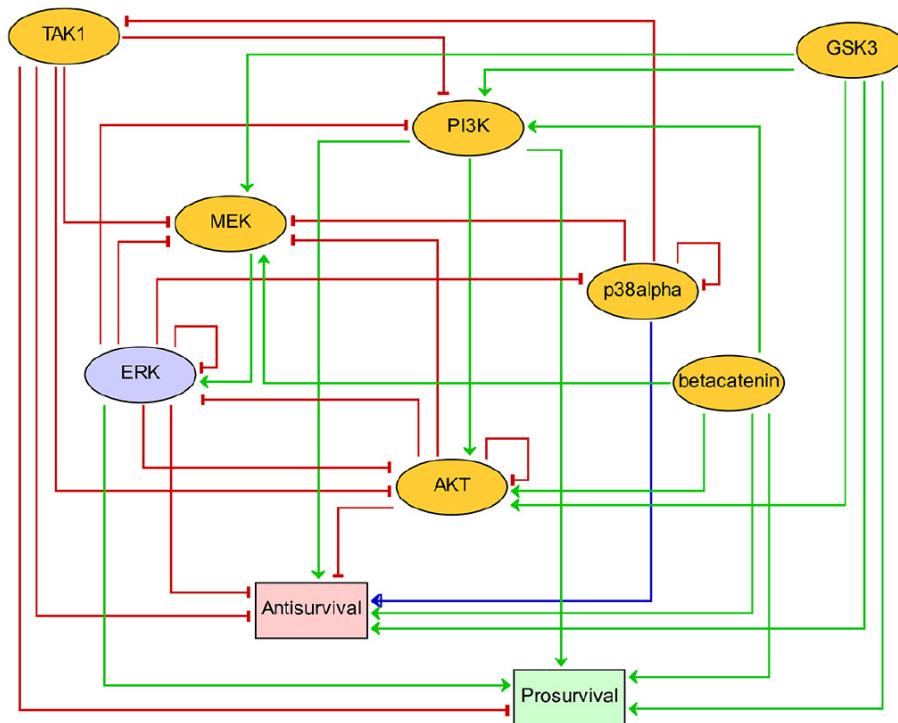 TAK1
GSK3
PI3K
MEK
p38alpha
ERK
betacatenin
AKT
Antisurvival
Prosurvival